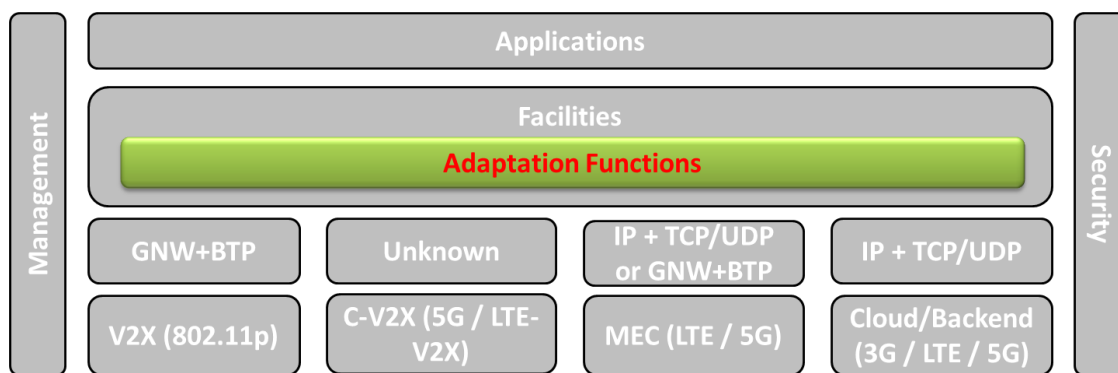 Management
Applications
Facilities
Adaptation Functions
GNW+BTP
Unknown
IP + TCP/UDP
or GNW+BTP
IP + TCP/UDP
V2X (802.11p)
C-V2X (5G / LTE-
V2X)
MEC (LTE / 5G)
Cloud/Backend
(3G / LTE / 5G)
Security